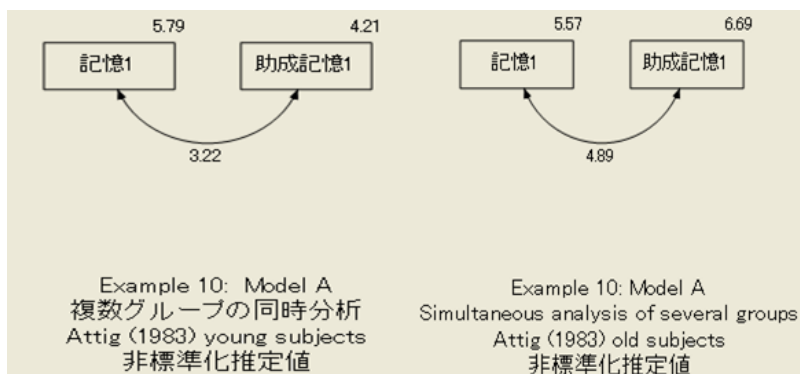 5.79 4.21
記憶1 助成記憶1
3.22
Example 10: Model A
複数グループの同時分析
Attig (1983) young subjects
非標準化推定値
5.57 6.69
記憶1 助成記憶1
4.89
Example 10: Model A
Simultaneous analysis of several groups
Attig (1983) old subjects
非標準化推定値